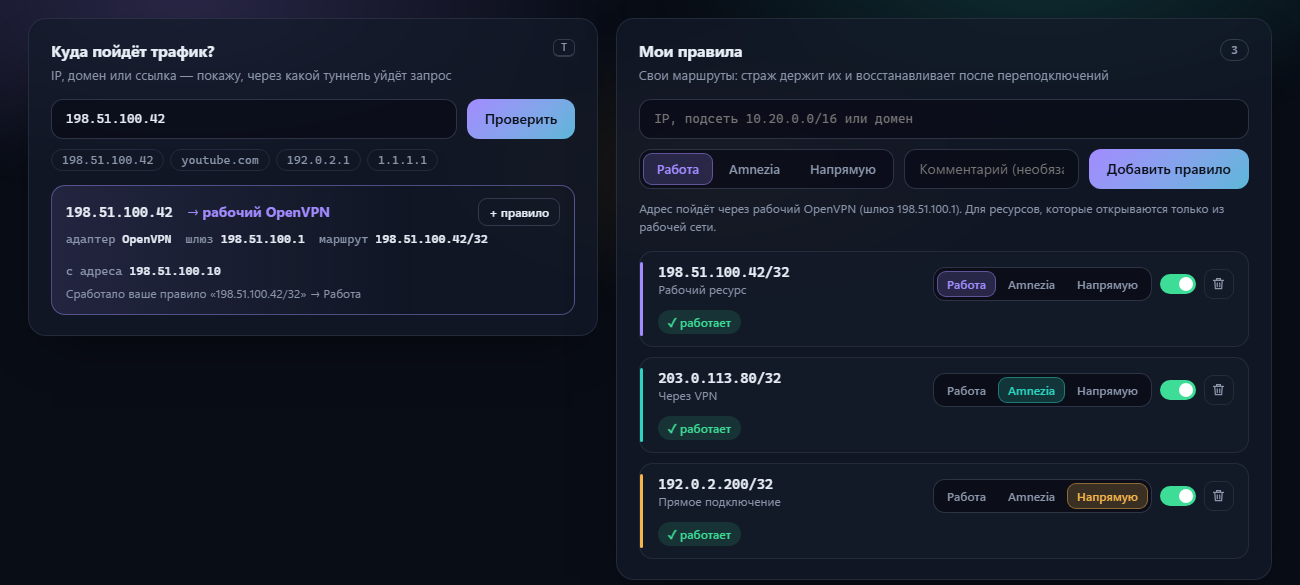 Куда пойдёт трафик?
T
IP, домен или ссылка — покажу, через какой туннель уйдёт запрос
198.51.100.42
Проверить
198.51.100.42
youtube.com
192.0.2.1
1.1.1.1
198.51.100.42 → рабочий OpenVPN
+ правило
адаптер OpenVPN шлюз 198.51.100.1 маршрут 198.51.100.42/32
с адреса 198.51.100.10
Сработало ваше правило «198.51.100.42/32» → Работа
Мои правила
3
Свои маршруты: страж держит их и восстанавливает после переподключений
IP, подсеть 10.20.0.0/16 или домен
Работа Amnezia Напрямую
Комментарий (необяза
Добавить правило
Адрес пойдёт через рабочий OpenVPN (шлюз 198.51.100.1). Для ресурсов, которые открываются только из
рабочей сети.
198.51.100.42/32
Рабочий ресурс
Работа Amnezia Напрямую
✓ работает
203.0.113.80/32
Через VPN
Работа Amnezia Напрямую
✓ работает
192.0.2.200/32
Прямое подключение
Работа Amnezia Напрямую
✓ работает